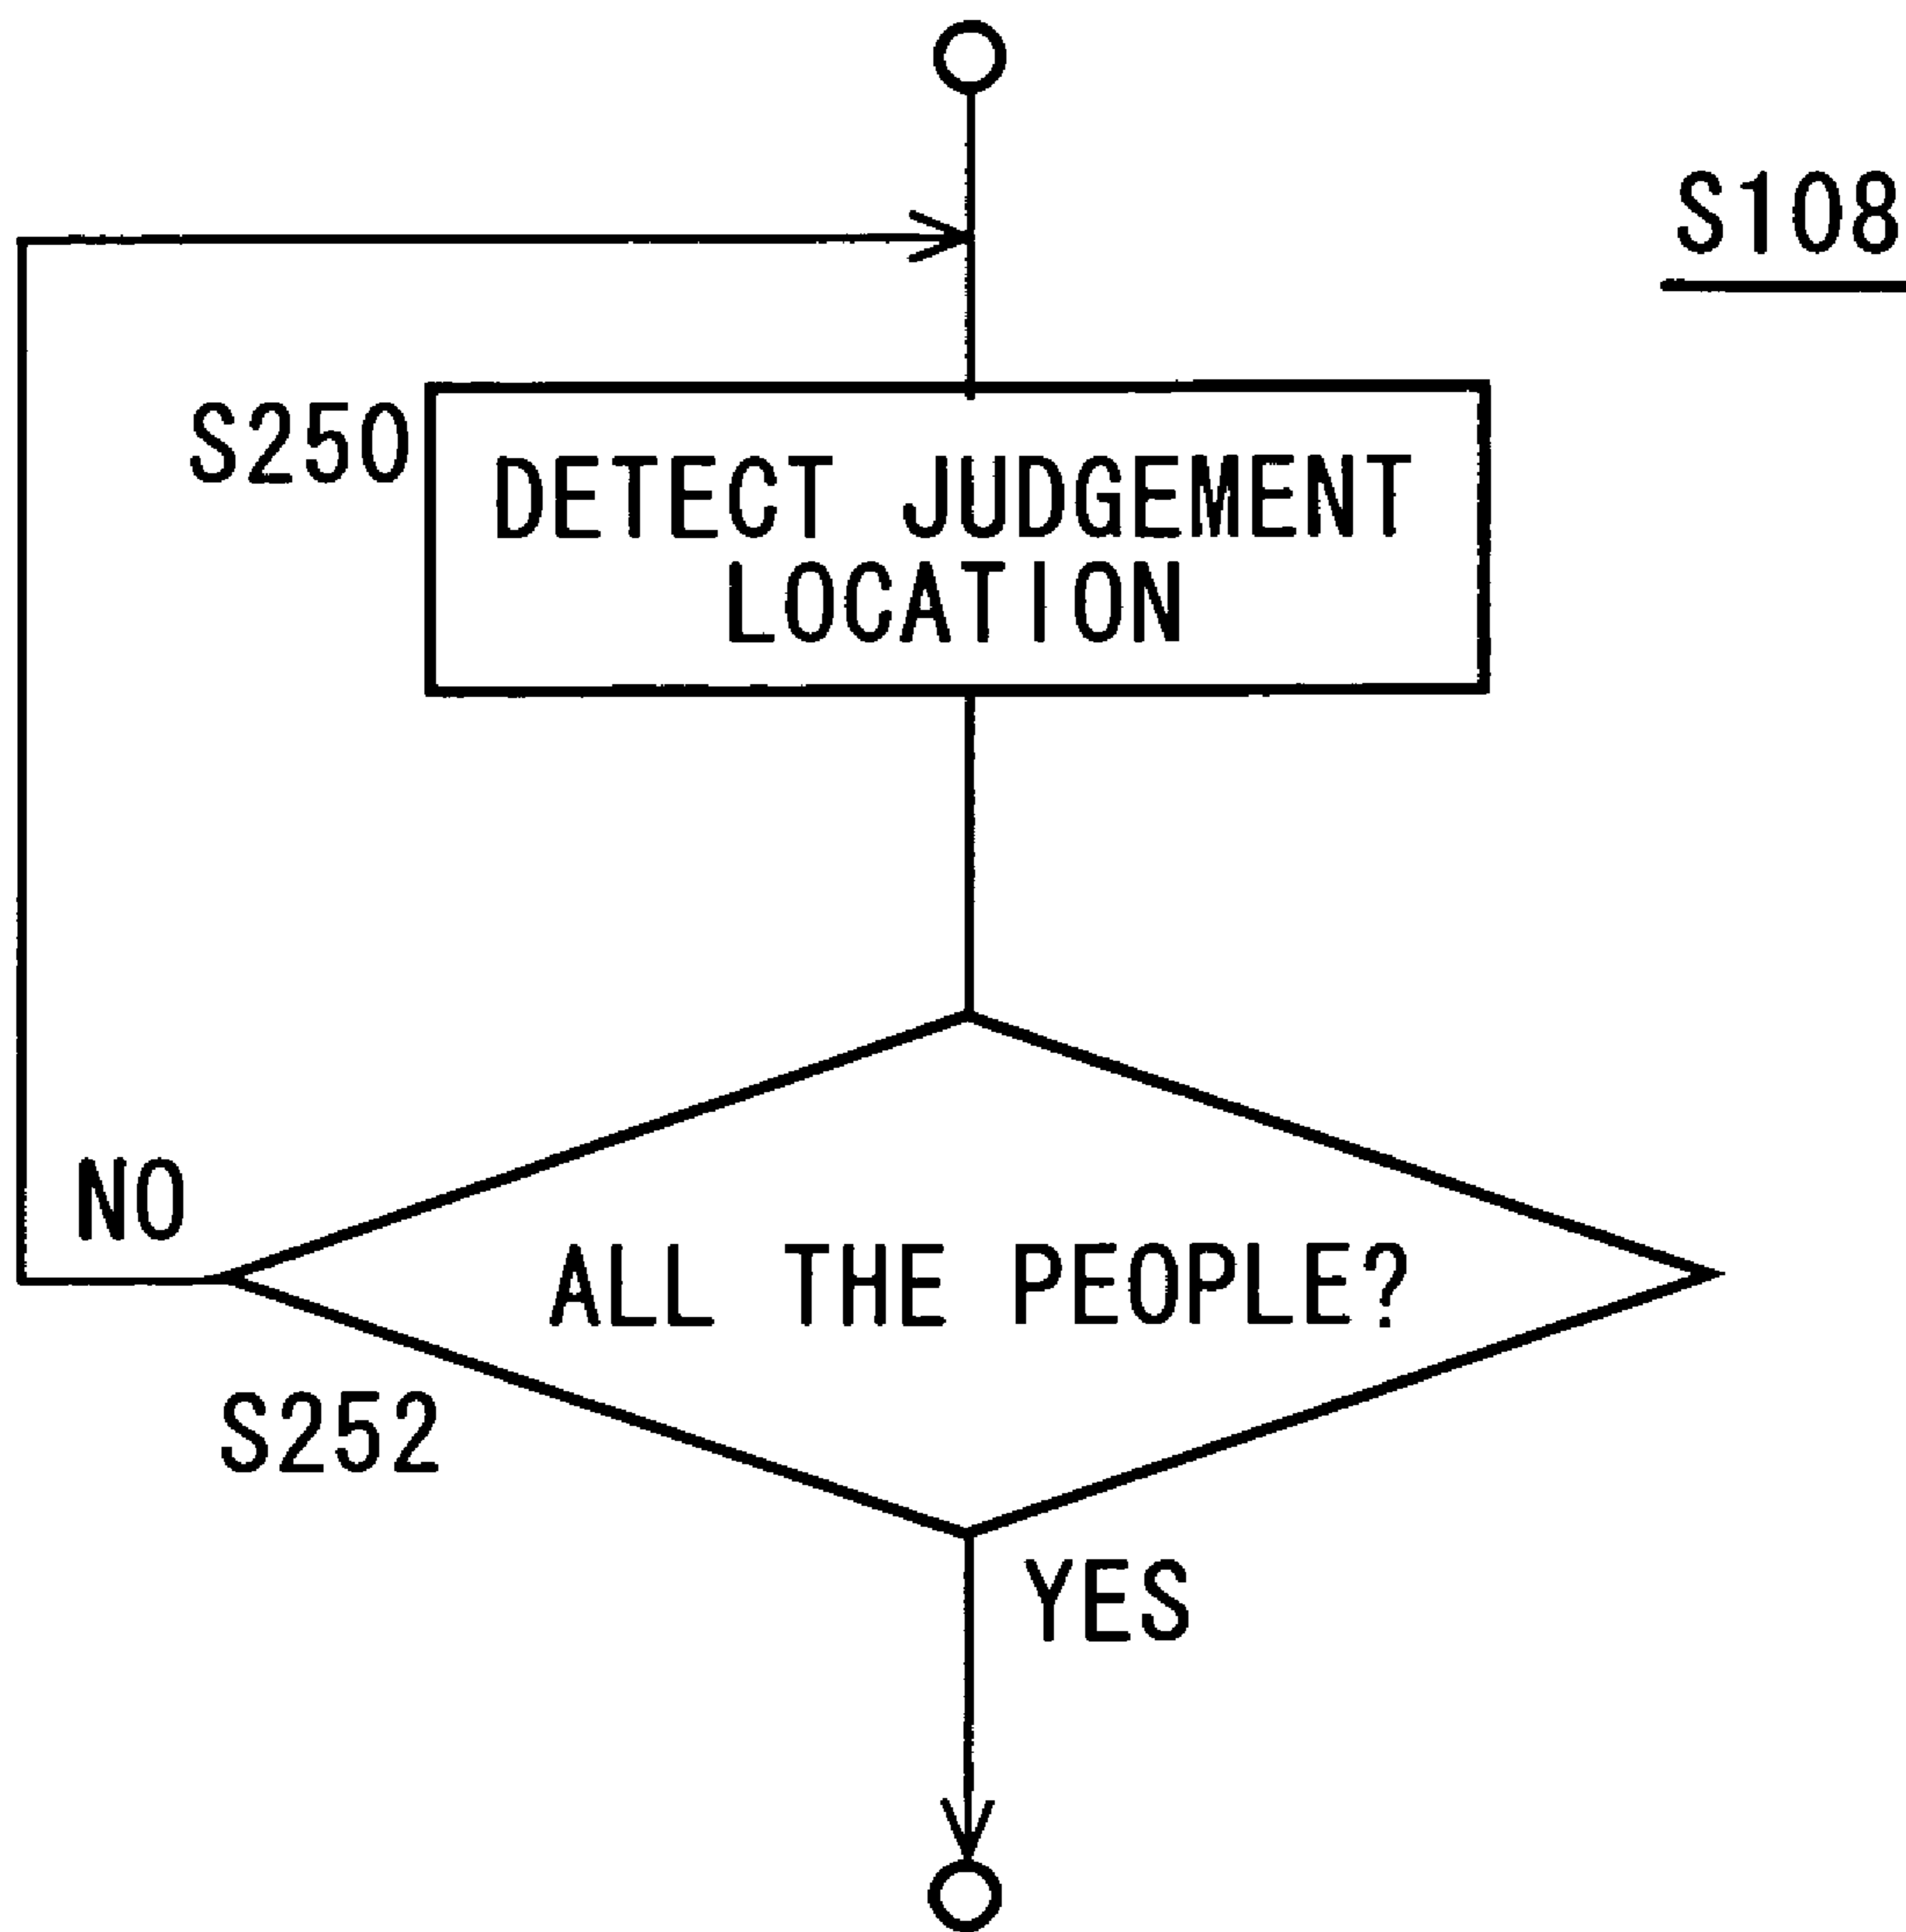 S108
S250
DETECT JUDGEMENT
LOCATION
NO
ALL THE PEOPLE?
S252
YES